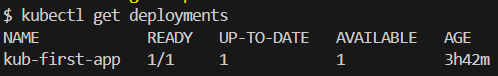 $ kubectl get deployments
NAME READY UP-TO-DATE AVAILABLE AGE
kub-first-app 1/1 1 1 3h42m